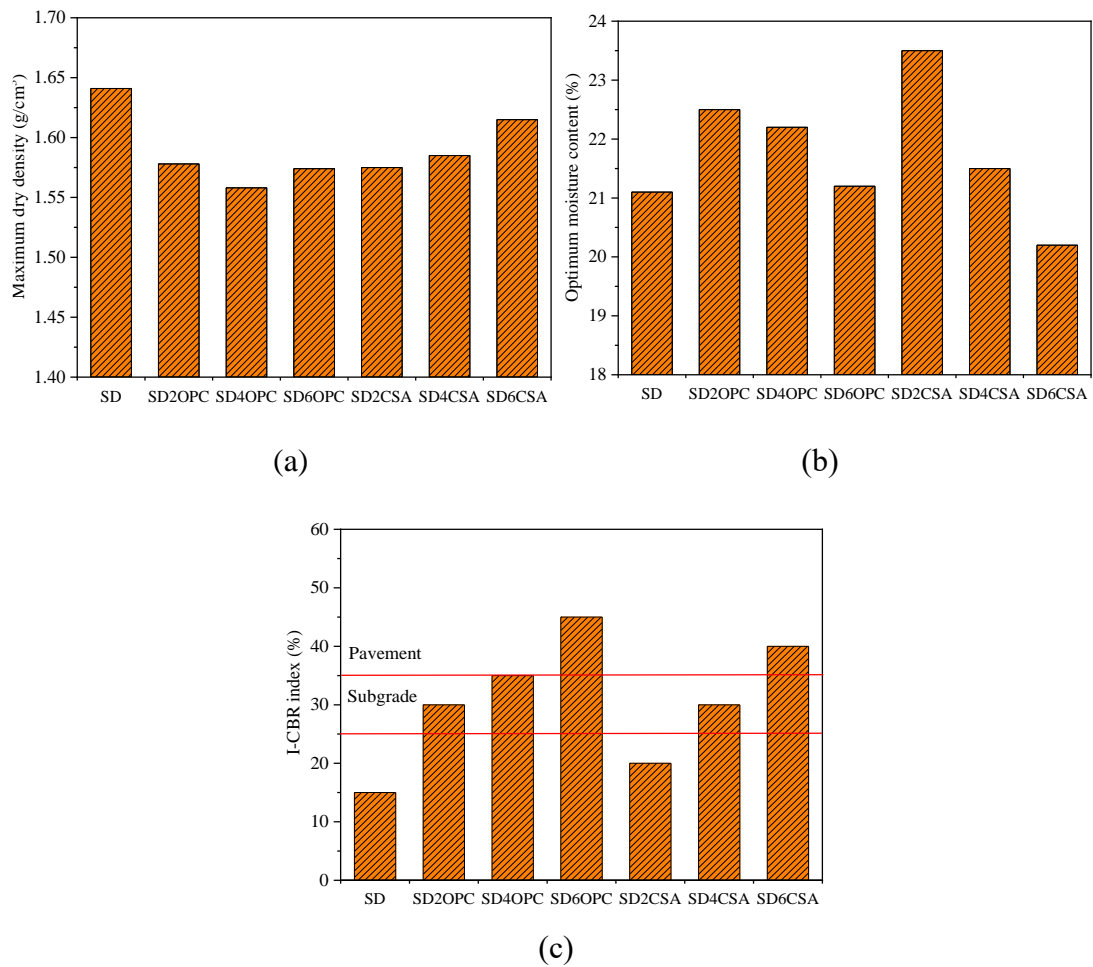 1.70
1.65
1.60
1.55
1.50
1.45
1.40
Maximum dry density (g/cm³)
SD SD2OPC SD4OPC SD6OPC SD2CSA SD4CSA SD6CSA
(a)
24
23
22
21
20
19
18
Optimum moisture content (%)
SD SD2OPC SD4OPC SD6OPC SD2CSA SD4CSA SD6CSA
(b)
60
50
40
30
20
10
0
I-CBR index (%)
Pavement
Subgrade
SD SD2OPC SD4OPC SD6OPC SD2CSA SD4CSA SD6CSA
(c)